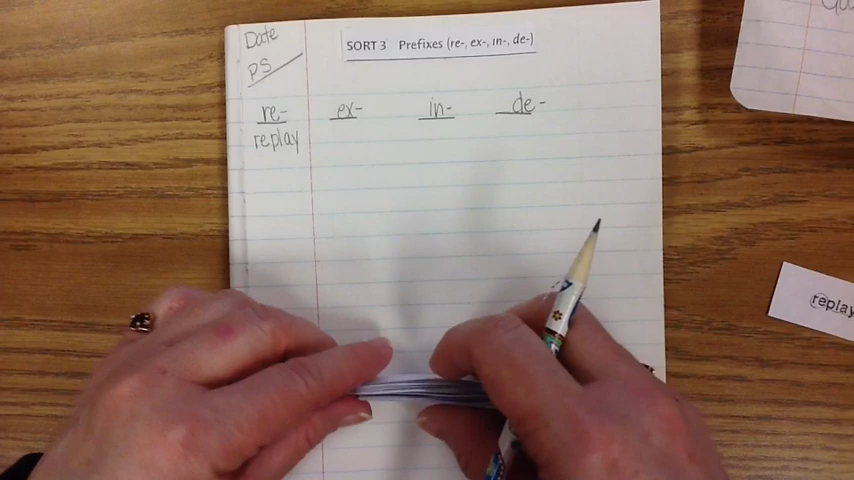 Date
PS
SORT 3 Prefixes (re-, ex-, in-, de-)
re- ex- in- de-
replay
replay